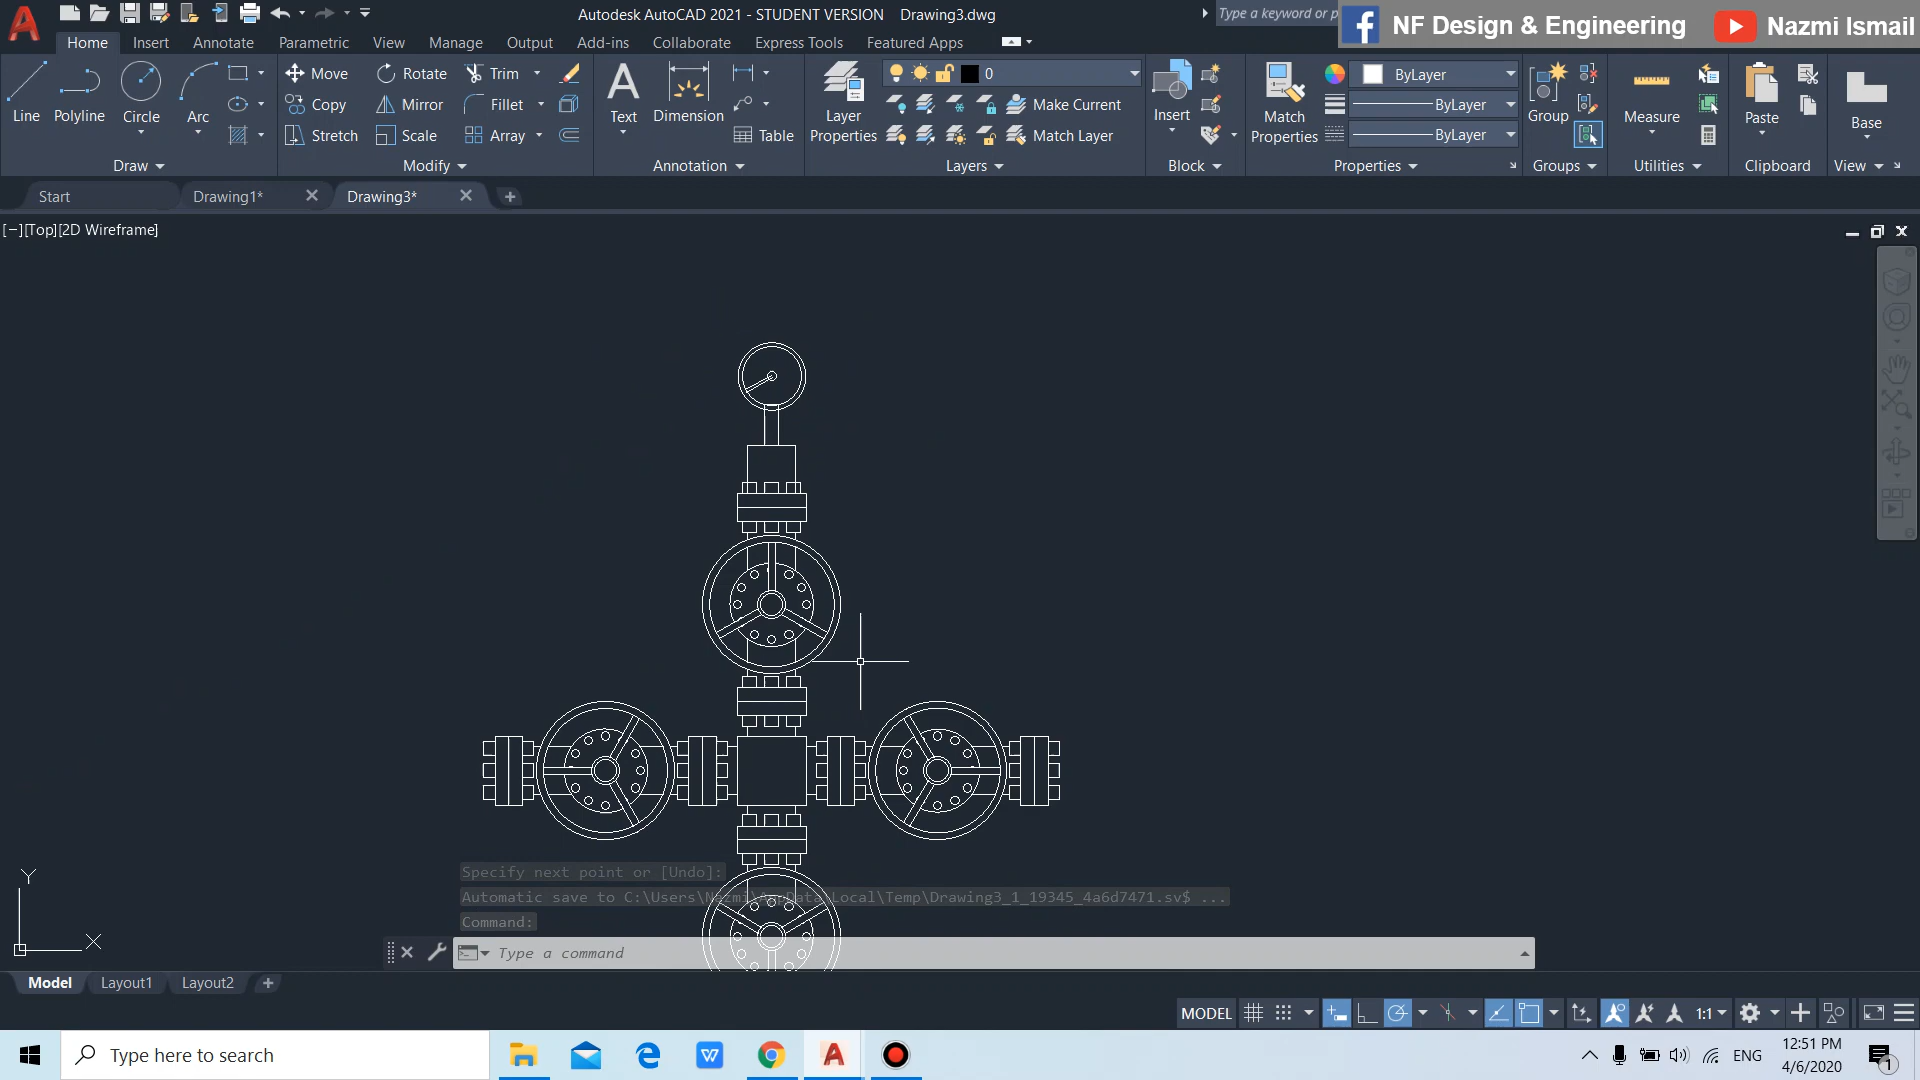 Autodesk AutoCAD 2021 - STUDENT VERSION Drawing3.dwg
Type a keyword or p
NF Design & Engineering
Nazmi Ismail
Home Insert Annotate Parametric View Manage Output Add-ins Collaborate Express Tools Featured Apps
Line Polyline Circle Arc
Draw
Move Rotate Trim
Copy Mirror Fillet
Stretch Scale Array
Modify
Text Dimension Table
Annotation
Layer Properties
0
Make Current
Match Layer
Layers
Insert
Block
Match Properties
ByLayer
ByLayer
ByLayer
Properties
Group
Groups
Measure
Utilities
Paste
Clipboard
Base
View
Start Drawing1* Drawing3*
[−][Top][2D Wireframe]
Y
X
Specify next point or [Undo]:
Automatic save to C:\Users\Nazmi\AppData\Local\Temp\Drawing3_1_19345_4a6d7471.sv$ ...
Command:
Type a command
Model Layout1 Layout2
MODEL 1:1
Type here to search
ENG
12:51 PM
4/6/2020
1